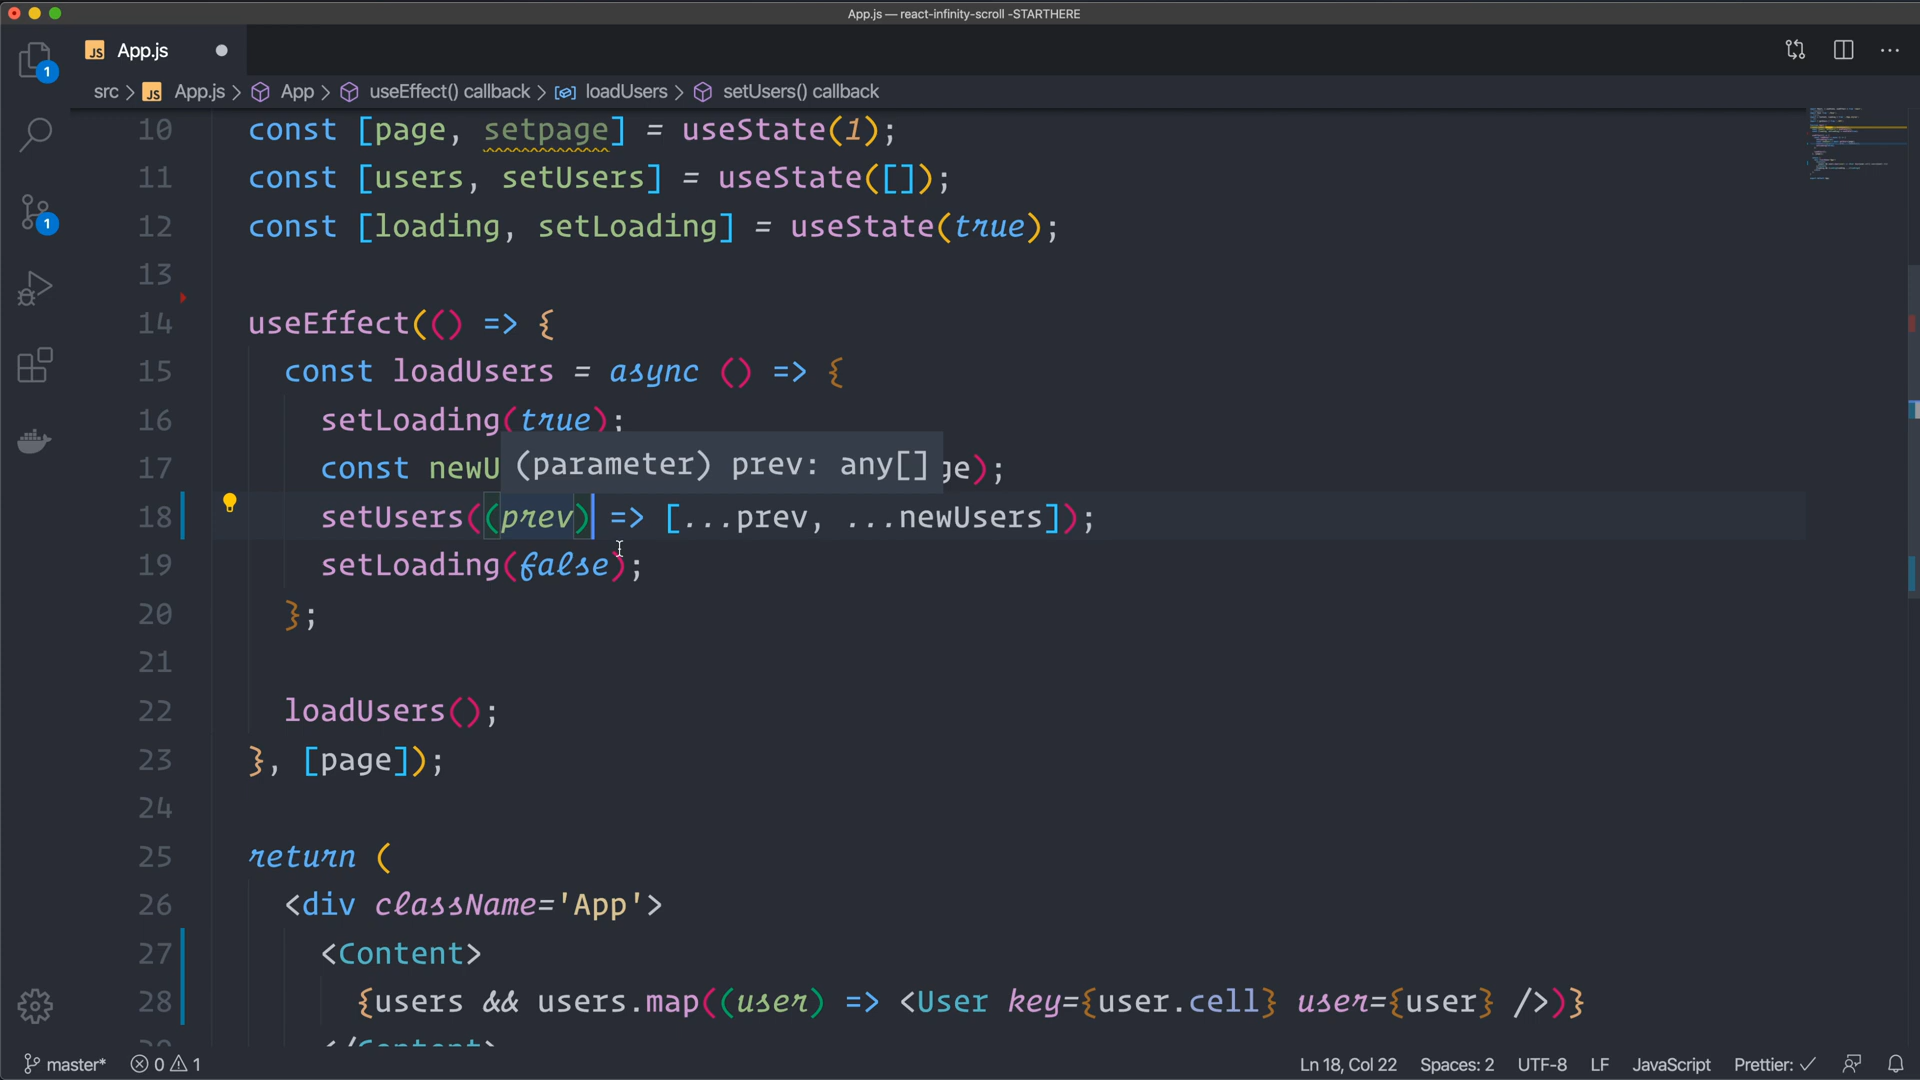 App.js — react-infinity-scroll -STARTHERE
JS App.js
1
src > JS App.js > App > useEffect() callback > loadUsers > setUsers() callback
10 const [page, setpage] = useState(1);
11 const [users, setUsers] = useState([]);
12 const [loading, setLoading] = useState(true);
13
14 useEffect(() => {
15 const loadUsers = async () => {
16 setLoading(true);
17 const newU (parameter) prev: any[] ge);
18 setUsers((prev) => [...prev, ...newUsers]);
19 setLoading(false);
20 };
21
22 loadUsers();
23 }, [page]);
24
25 return (
26 <div className='App'>
27 <Content>
28 {users && users.map((user) => <User key={user.cell} user={user} />)}
</Content>
1
master* 0 1 Ln 18, Col 22 Spaces: 2 UTF-8 LF JavaScript Prettier: ✓